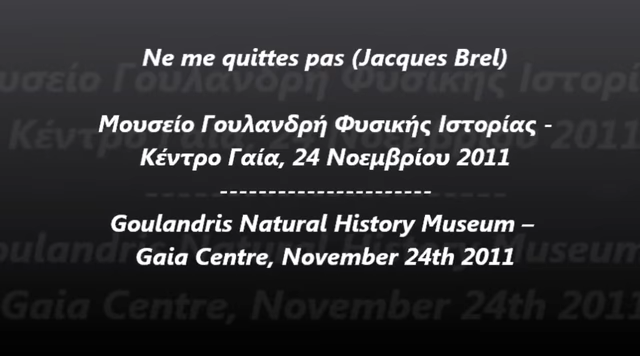 Ne me quittes pas (Jacques Brel)
Μουσείο Γουλανδρή Φυσικής Ιστορίας -
Κέντρο Γαία, 24 Νοεμβρίου 2011
----------------------
Goulandris Natural History Museum –
Gaia Centre, November 24th 2011